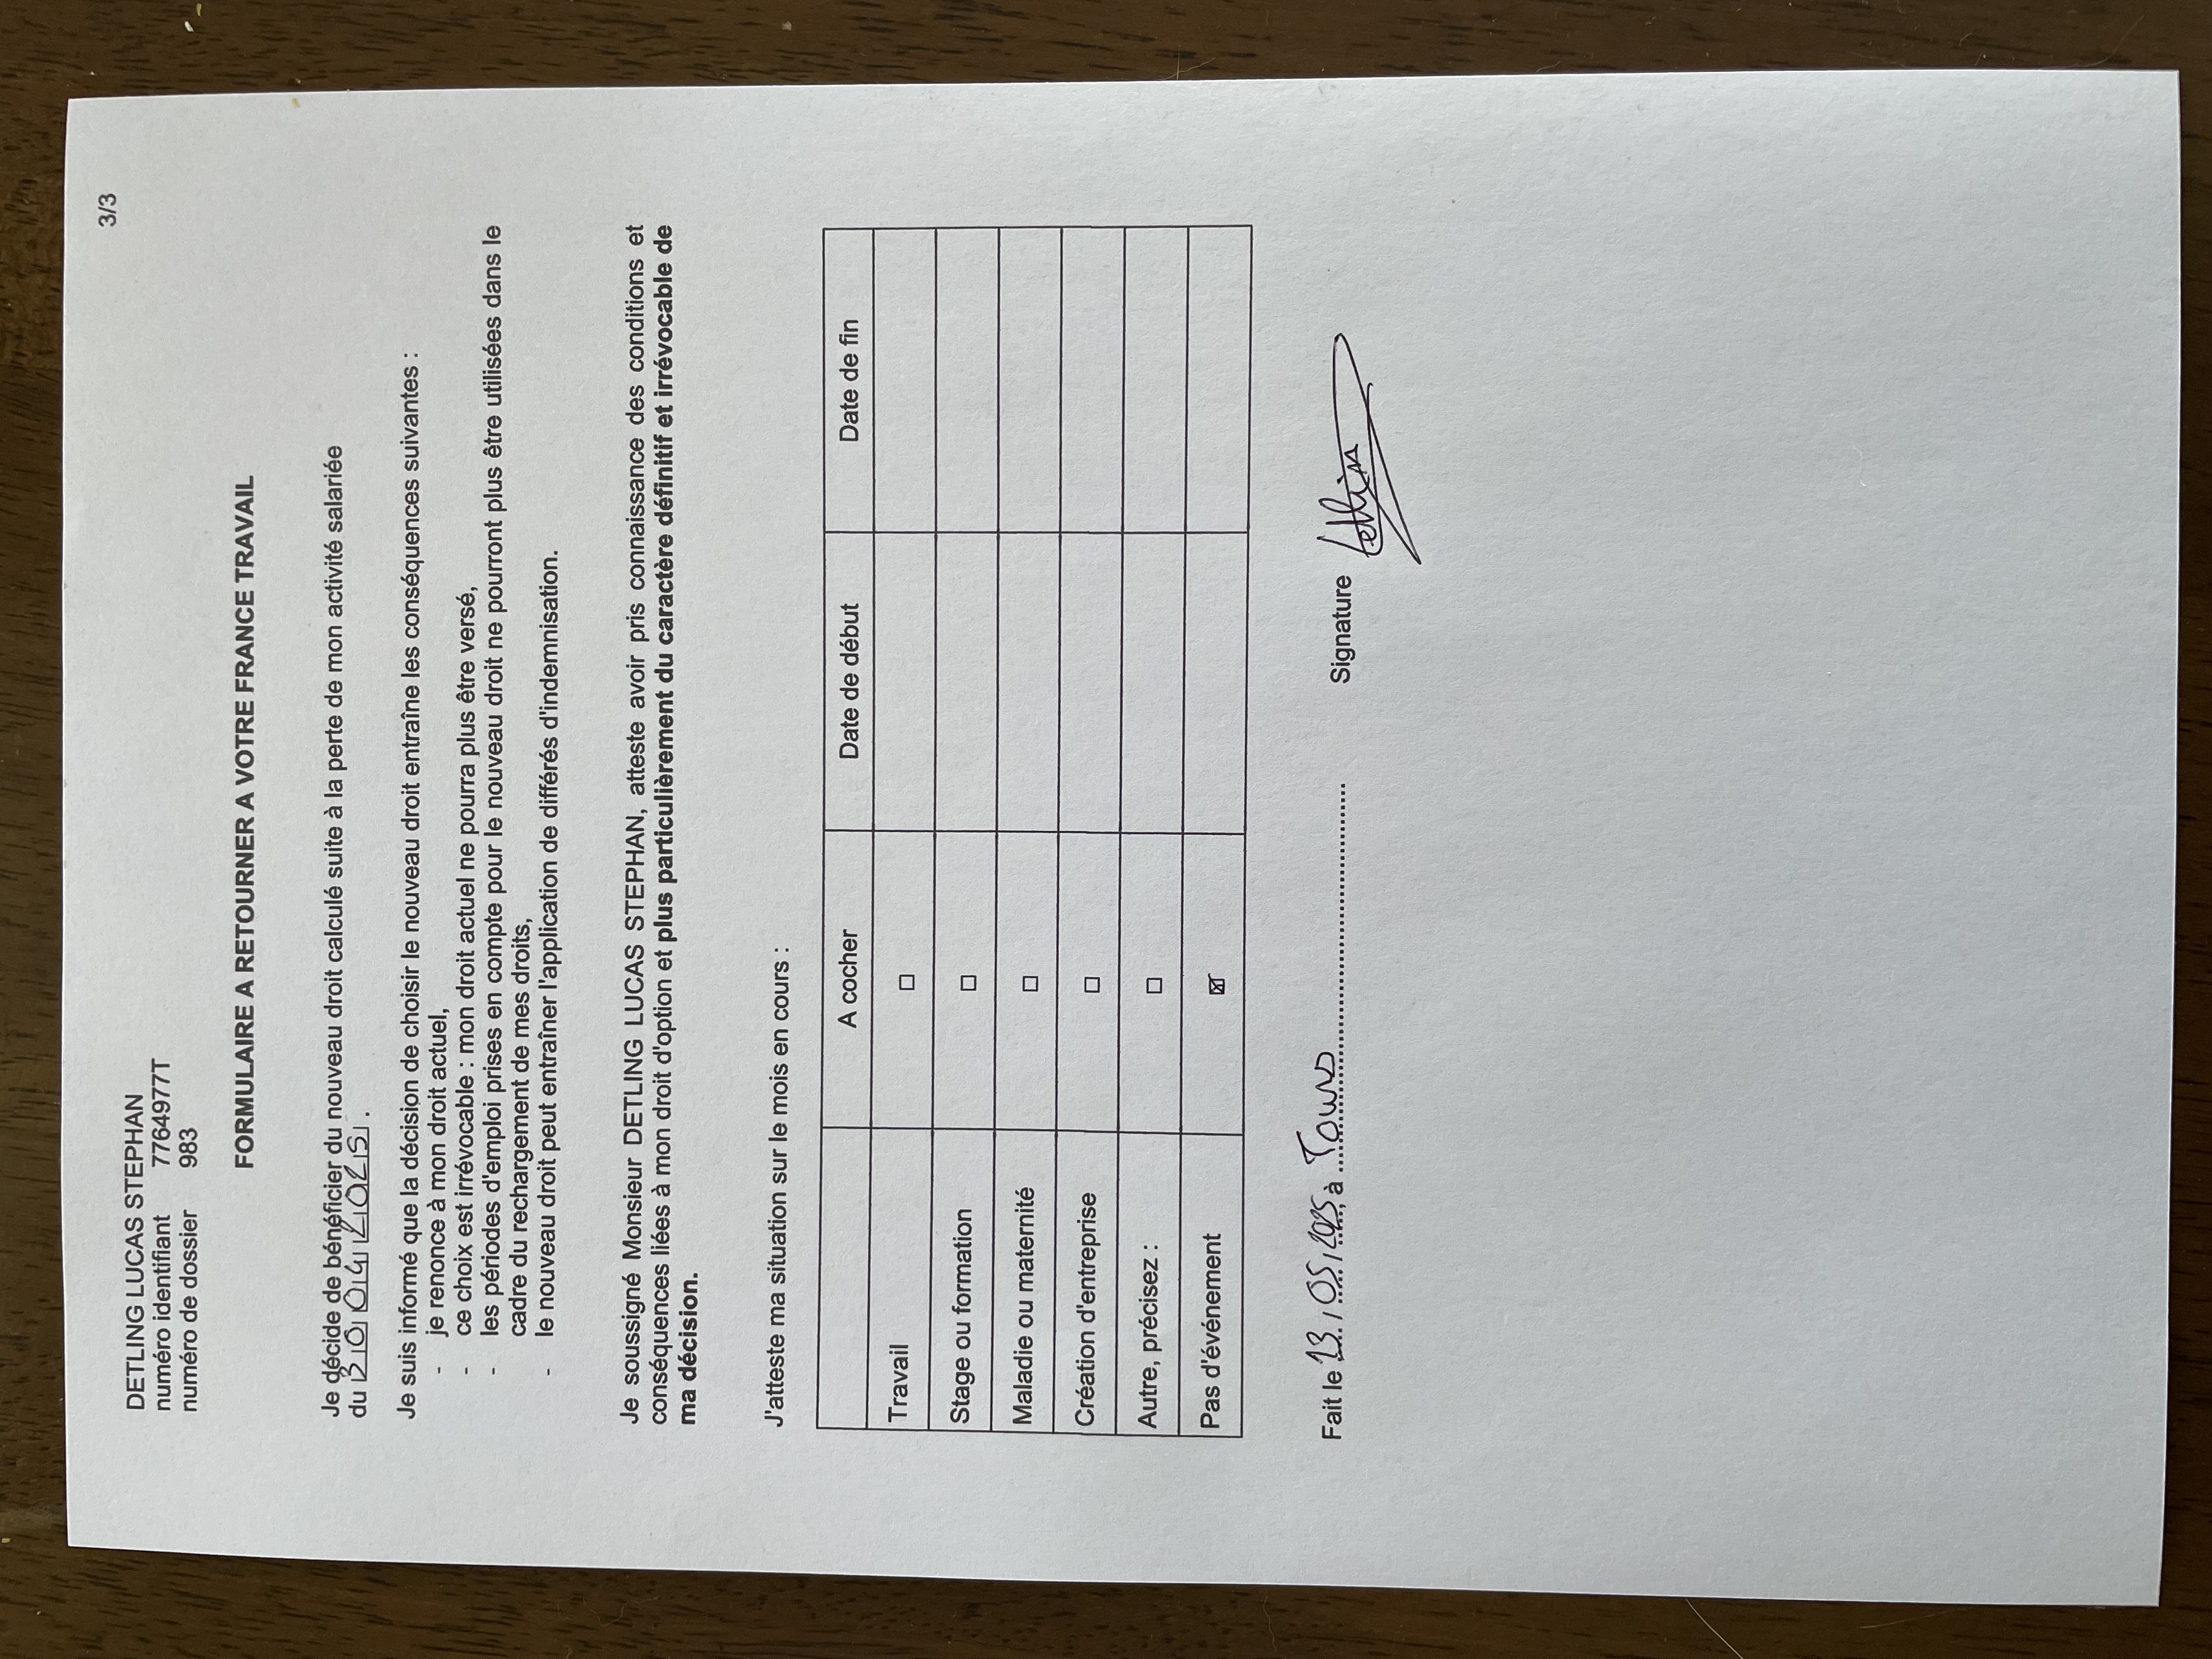 3/3
DETLING LUCAS STEPHAN
numéro identifiant 7764977T
numéro de dossier 983
FORMULAIRE A RETOURNER A VOTRE FRANCE TRAVAIL
Je décide de bénéficier du nouveau droit calculé suite à la perte de mon activité salariée
du 30 04 2025 .
Je suis informé que la décision de choisir le nouveau droit entraîne les conséquences suivantes :
- je renonce à mon droit actuel,
- ce choix est irrévocable : mon droit actuel ne pourra plus être versé,
- les périodes d'emploi prises en compte pour le nouveau droit ne pourront plus être utilisées dans le
cadre du rechargement de mes droits,
- le nouveau droit peut entraîner l'application de différés d'indemnisation.
Je soussigné Monsieur DETLING LUCAS STEPHAN, atteste avoir pris connaissance des conditions et
conséquences liées à mon droit d'option et plus particulièrement du caractère définitif et irrévocable de
ma décision.
J'atteste ma situation sur le mois en cours :
A cocher Date de début Date de fin
Travail ☐
Stage ou formation ☐
Maladie ou maternité ☐
Création d'entreprise ☐
Autre, précisez : ☐
Pas d'événement ☒
Fait le 13 / 05 / 2025, à Tours
Signature